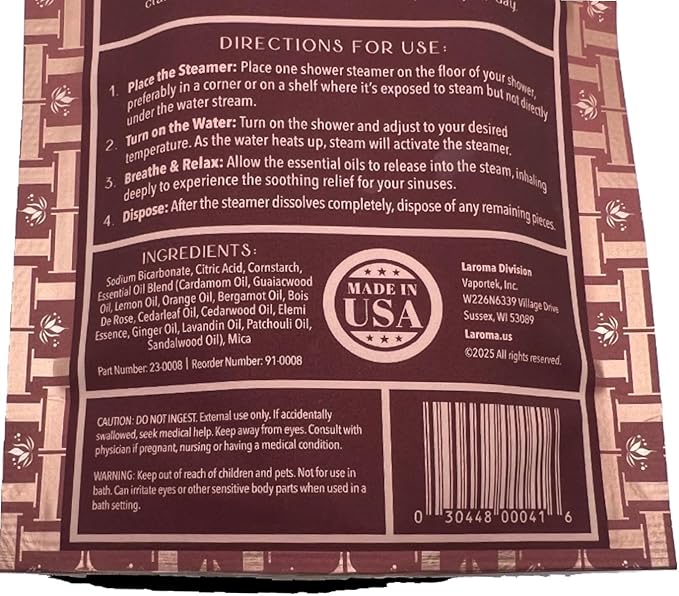 DIRECTIONS FOR USE:
1. Place the Steamer: Place one shower steamer on the floor of your shower,
preferably in a corner or on a shelf where it's exposed to steam but not directly
under the water stream.
2. Turn on the Water: Turn on the shower and adjust to your desired
temperature. As the water heats up, steam will activate the steamer.
3. Breathe & Relax: Allow the essential oils to release into the steam, inhaling
deeply to experience the soothing relief for your sinuses.
4. Dispose: After the steamer dissolves completely, dispose of any remaining pieces.
INGREDIENTS:
Sodium Bicarbonate, Citric Acid, Cornstarch,
Essential Oil Blend (Cardamom Oil, Guaiacwood
Oil, Lemon Oil, Orange Oil, Bergamot Oil, Bois
De Rose, Cedarleaf Oil, Cedarwood Oil, Elemi
Essence, Ginger Oil, Lavandin Oil, Patchouli Oil,
Sandalwood Oil), Mica
Part Number: 23-0008 | Reorder Number: 91-0008
MADE IN
USA
Laroma Division
Vaportek, Inc.
W226N6339 Village Drive
Sussex, WI 53089
Laroma.us
©2025 All rights reserved.
CAUTION: DO NOT INGEST. External use only. If accidentally
swallowed, seek medical help. Keep away from eyes. Consult with
physician if pregnant, nursing or having a medical condition.
WARNING: Keep out of reach of children and pets. Not for use in
bath. Can irritate eyes or other sensitive body parts when used in a
bath setting.
0 30448 00041 6